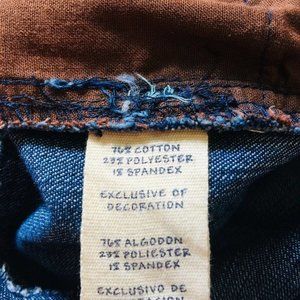 76% COTTON
23% POLYESTER
1% SPANDEX
EXCLUSIVE OF
DECORATION
76% ALGODON
23% POLIESTER
1% SPANDEX
EXCLUSIVO DE